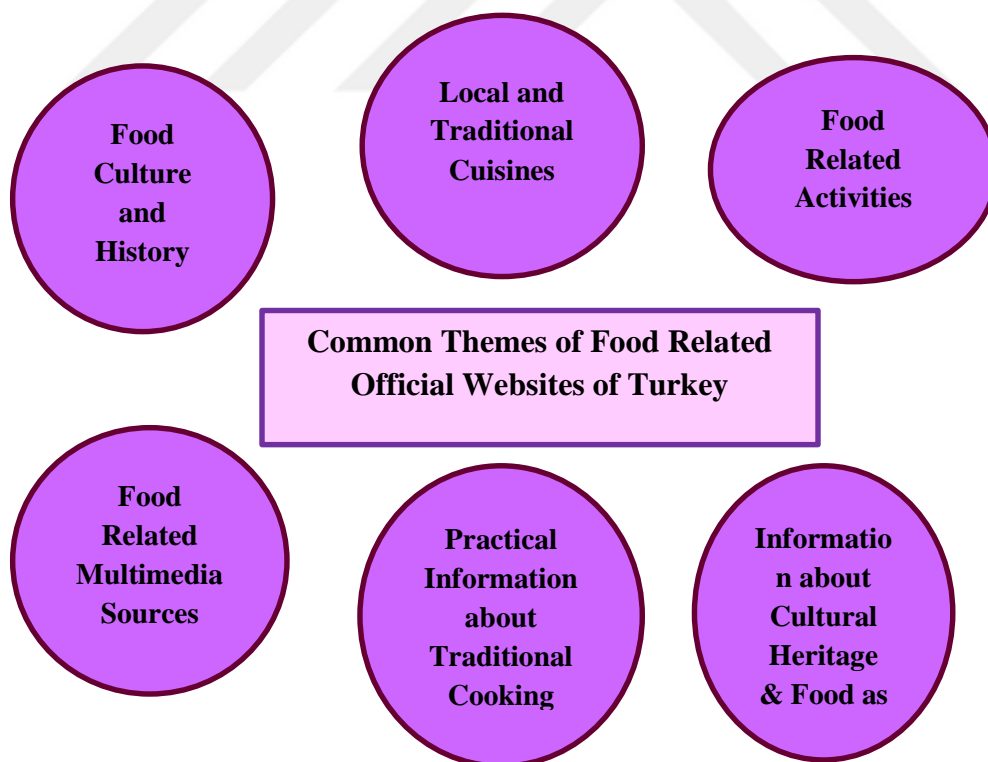 Food
Culture
and
History
Local and
Traditional
Cuisines
Food
Related
Activities
Common Themes of Food Related
Official Websites of Turkey
Food
Related
Multimedia
Sources
Practical
Information
about
Traditional
Cooking
Informatio
n about
Cultural
Heritage
& Food as